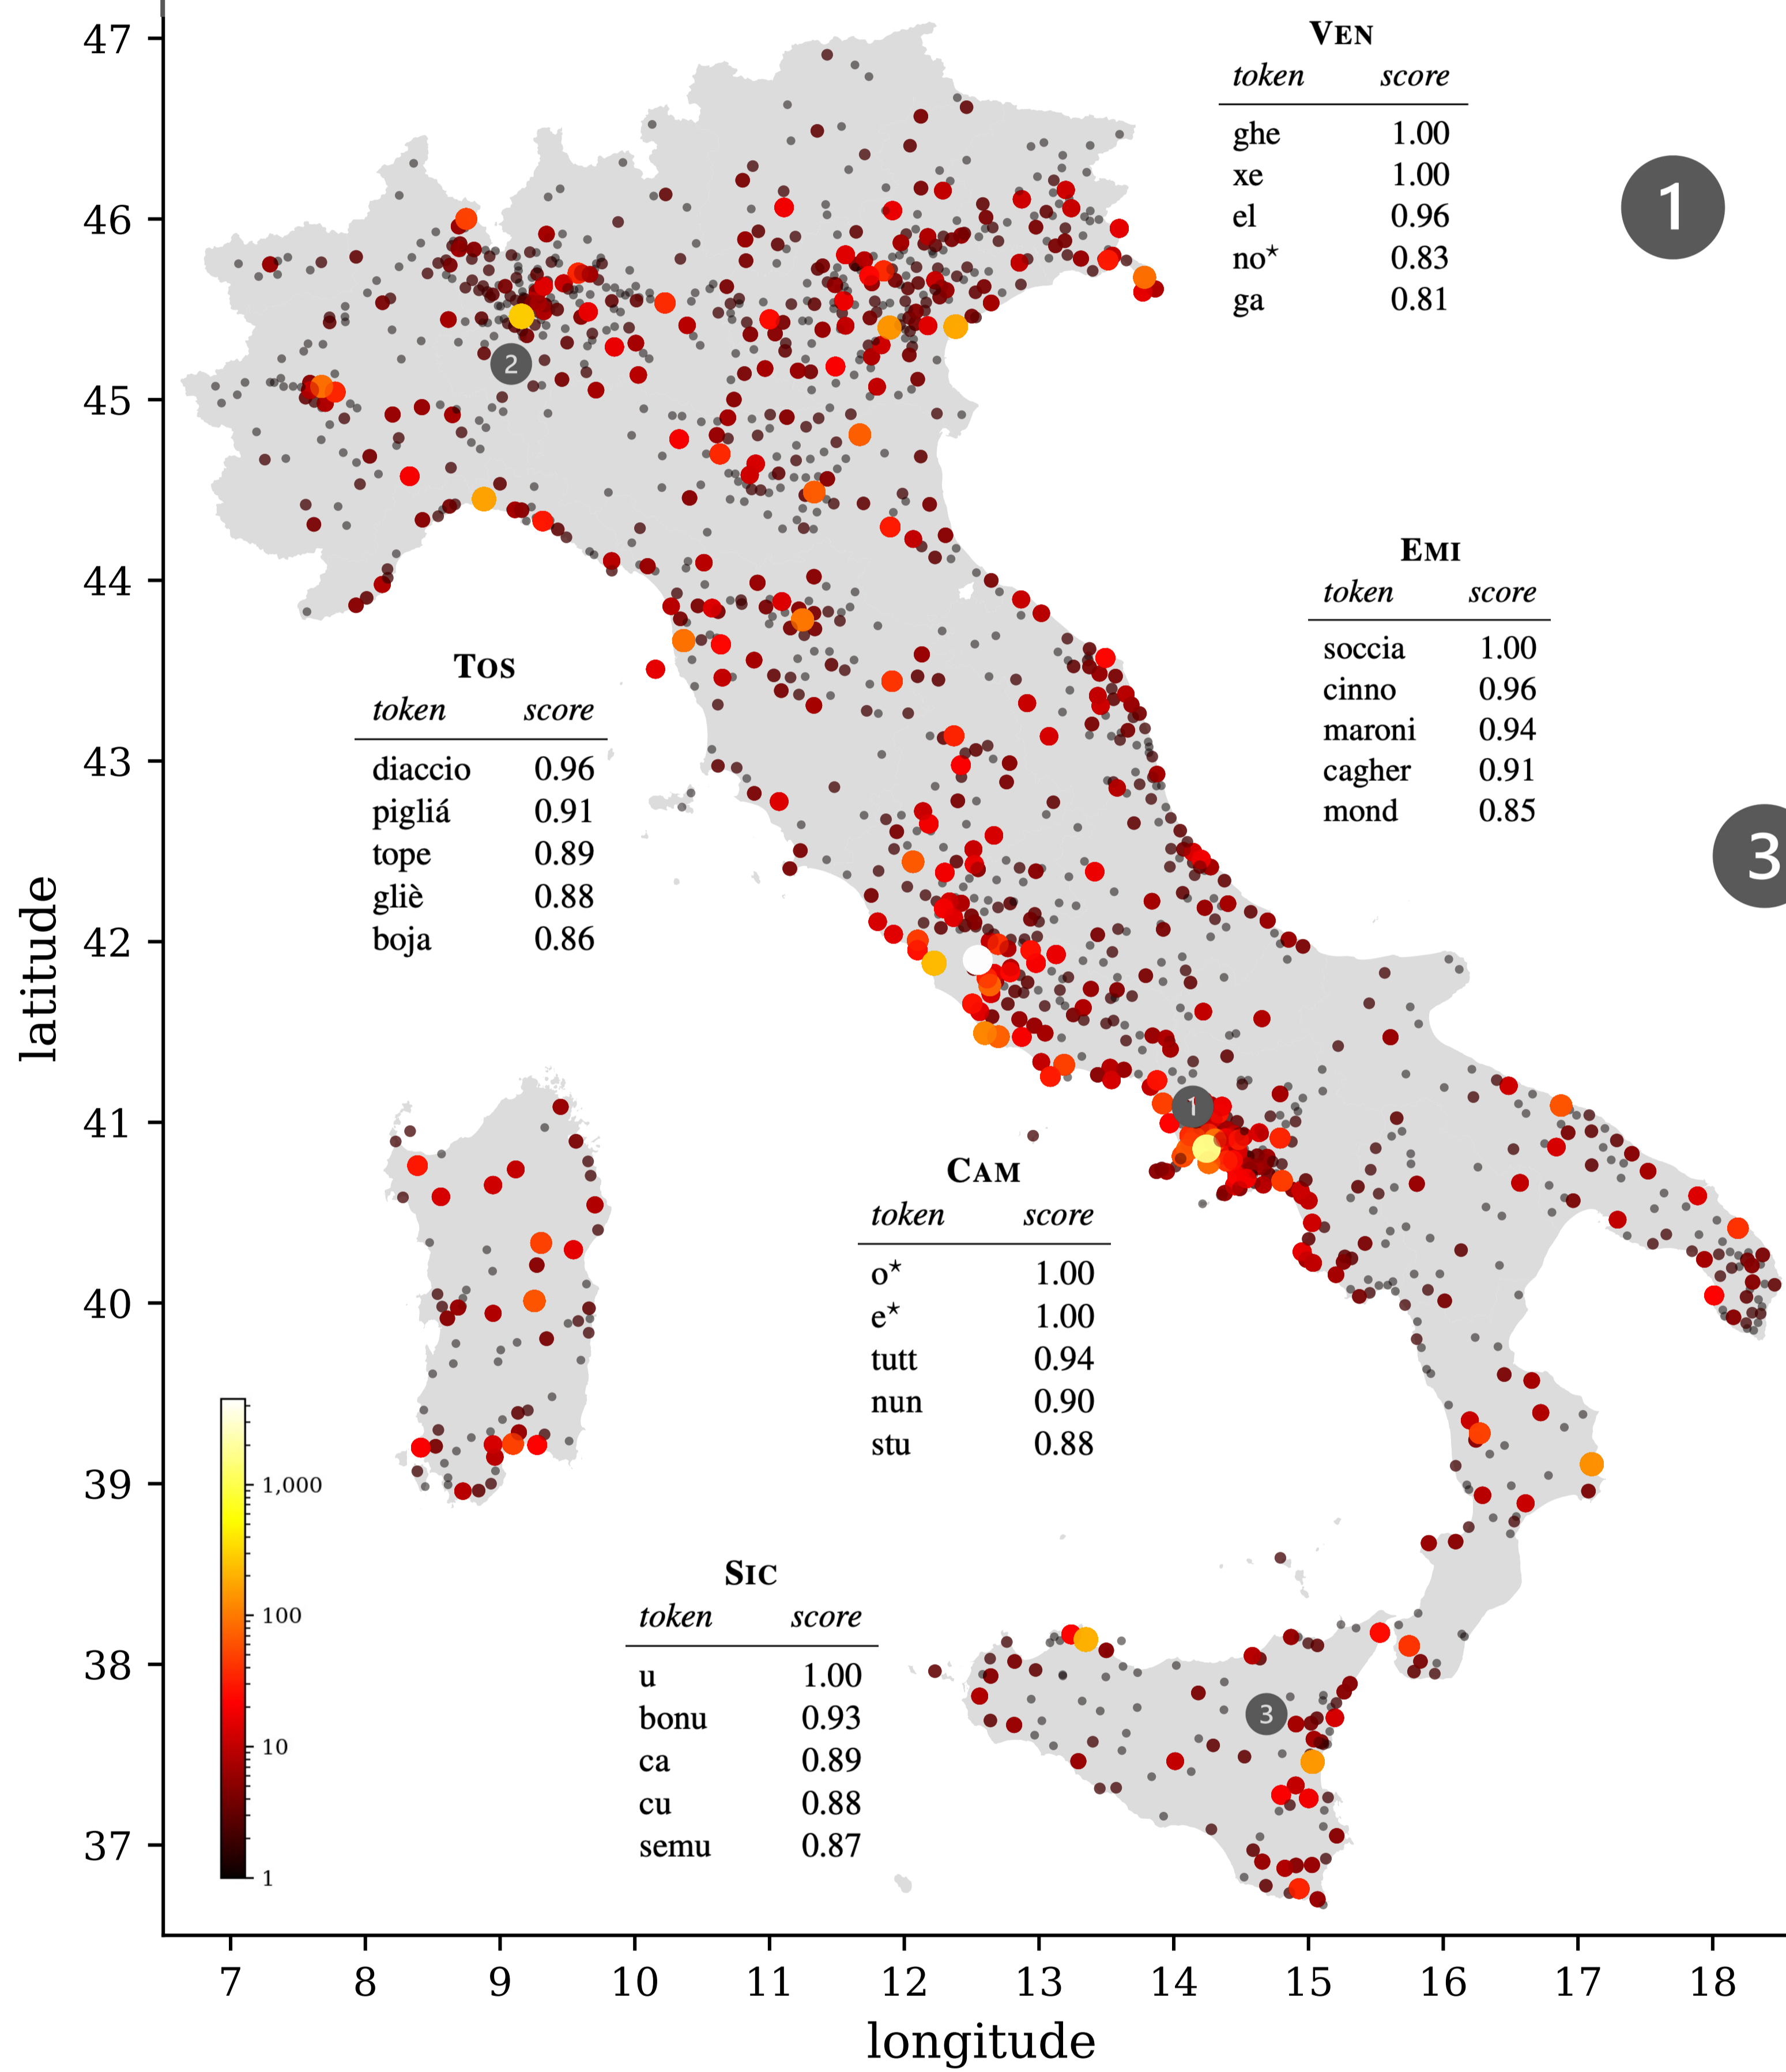 VEN
token score
ghe 1.00
xe 1.00
el 0.96
no* 0.83
ga 0.81
1
EMI
token score
soccia 1.00
cinno 0.96
maroni 0.94
cagher 0.91
mond 0.85
3
TOS
token score
diaccio 0.96
pigliá 0.91
tope 0.89
gliè 0.88
boja 0.86
CAM
token score
o* 1.00
e* 1.00
tutt 0.94
nun 0.90
stu 0.88
SIC
token score
u 1.00
bonu 0.93
ca 0.89
cu 0.88
semu 0.87
2
1
3
1,000
100
10
1
latitude
47
46
45
44
43
42
41
40
39
38
37
7 8 9 10 11 12 13 14 15 16 17 18
longitude